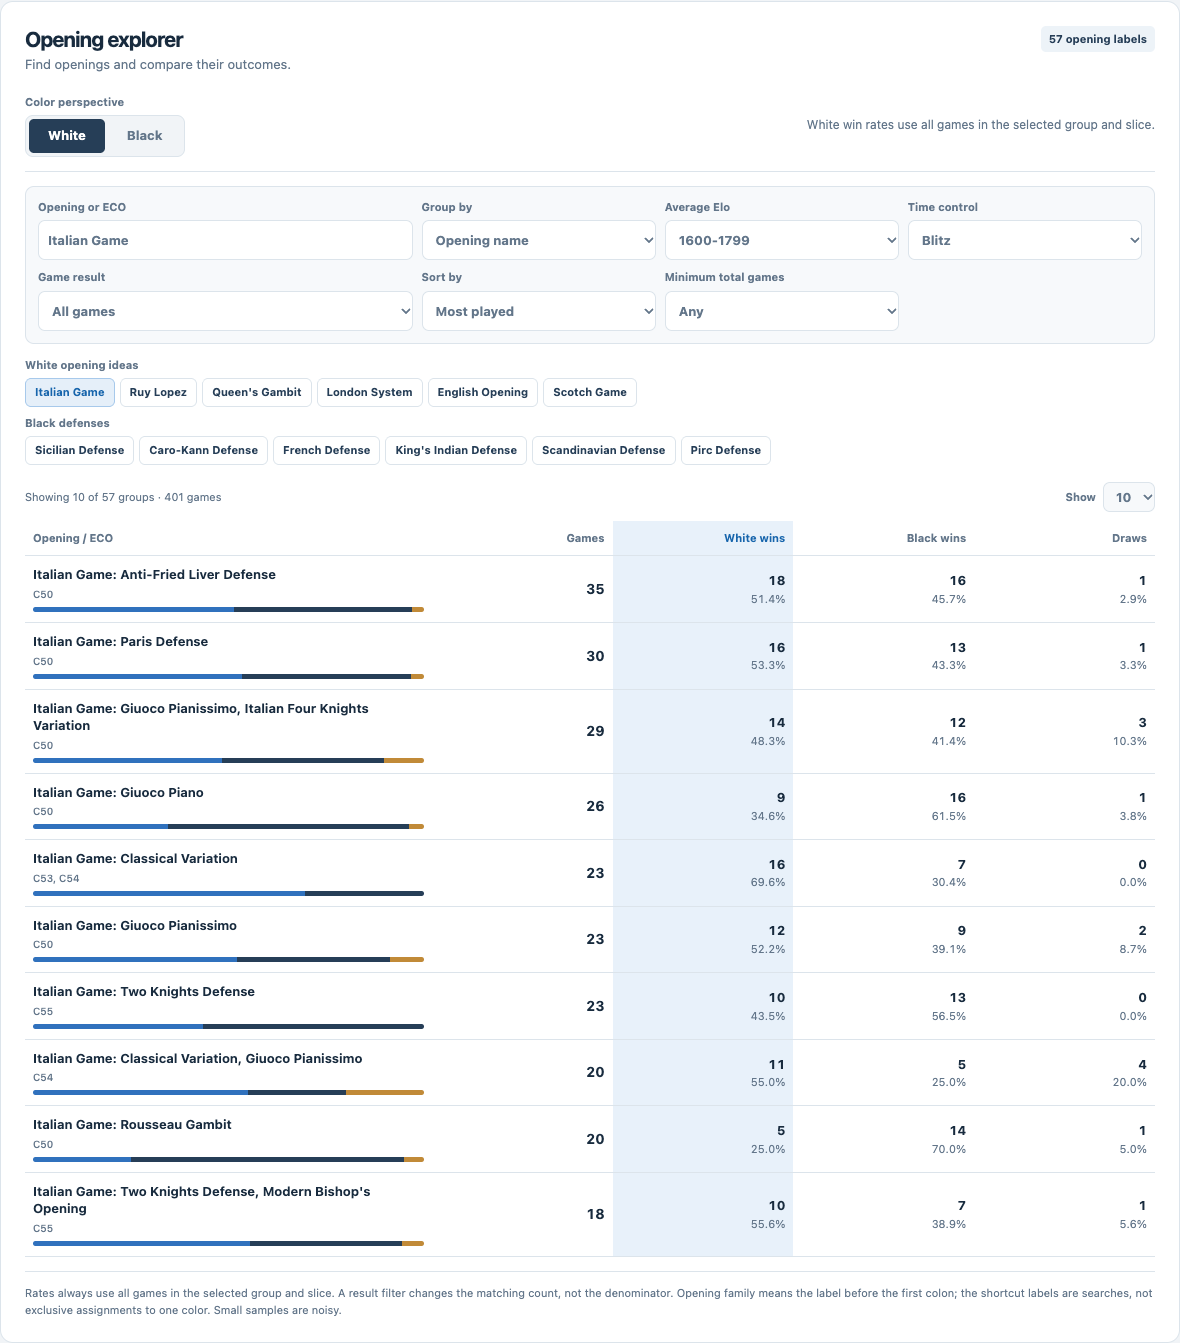 Opening explorer
57 opening labels
Find openings and compare their outcomes.
Color perspective
White
Black
White win rates use all games in the selected group and slice.
Opening or ECO
Group by
Average Elo
Time control
Italian Game
Opening name
1600-1799
Blitz
Game result
Sort by
Minimum total games
All games
Most played
Any
White opening ideas
Italian Game
Ruy Lopez
Queen's Gambit
London System
English Opening
Scotch Game
Black defenses
Sicilian Defense
Caro-Kann Defense
French Defense
King's Indian Defense
Scandinavian Defense
Pirc Defense
Showing 10 of 57 groups · 401 games
Show
10
Opening / ECO
Games
White wins
Black wins
Draws
Italian Game: Anti-Fried Liver Defense
C50
35
18
51.4%
16
45.7%
1
2.9%
Italian Game: Paris Defense
C50
30
16
53.3%
13
43.3%
1
3.3%
Italian Game: Giuoco Pianissimo, Italian Four Knights
Variation
C50
29
14
48.3%
12
41.4%
3
10.3%
Italian Game: Giuoco Piano
C50
26
9
34.6%
16
61.5%
1
3.8%
Italian Game: Classical Variation
C53, C54
23
16
69.6%
7
30.4%
0
0.0%
Italian Game: Giuoco Pianissimo
C50
23
12
52.2%
9
39.1%
2
8.7%
Italian Game: Two Knights Defense
C55
23
10
43.5%
13
56.5%
0
0.0%
Italian Game: Classical Variation, Giuoco Pianissimo
C54
20
11
55.0%
5
25.0%
4
20.0%
Italian Game: Rousseau Gambit
C50
20
5
25.0%
14
70.0%
1
5.0%
Italian Game: Two Knights Defense, Modern Bishop's
Opening
C55
18
10
55.6%
7
38.9%
1
5.6%
Rates always use all games in the selected group and slice. A result filter changes the matching count, not the denominator. Opening family means the label before the first colon; the shortcut labels are searches, not
exclusive assignments to one color. Small samples are noisy.